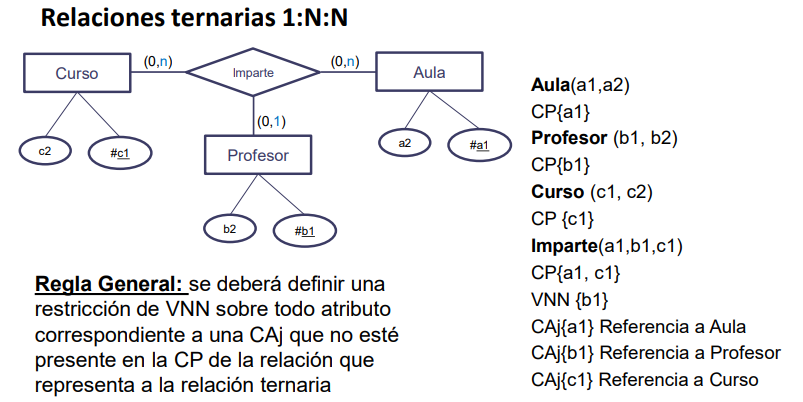 Relaciones ternarias 1:N:N
Curso
(0,n)
Imparte
(0,n)
Aula
(0,1)
Profesor
c2
#c1
a2
#a1
b2
#b1
Regla General: se deberá definir una
restricción de VNN sobre todo atributo
correspondiente a una CAj que no esté
presente en la CP de la relación que
representa a la relación ternaria
Aula(a1,a2)
CP{a1}
Profesor (b1, b2)
CP{b1}
Curso (c1, c2)
CP {c1}
Imparte(a1,b1,c1)
CP{a1, c1}
VNN {b1}
CAj{a1} Referencia a Aula
CAj{b1} Referencia a Profesor
CAj{c1} Referencia a Curso